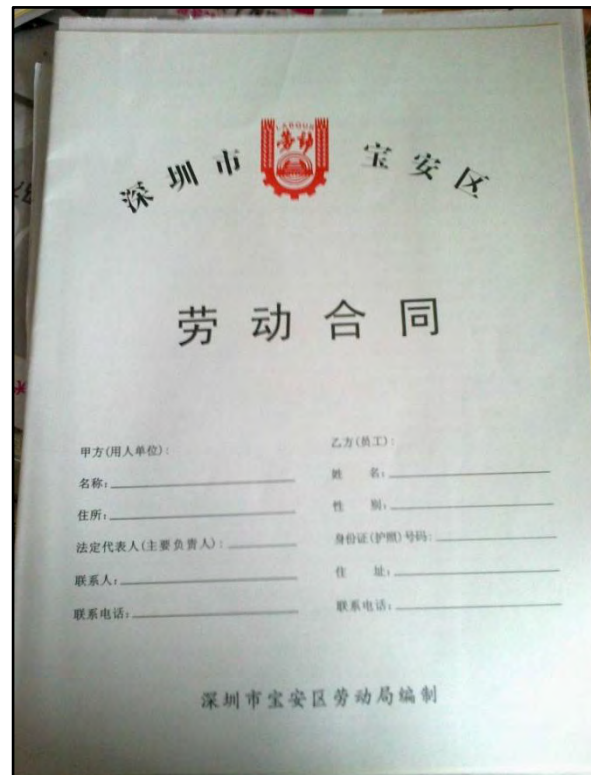 深圳市 宝安区
LABOUR
劳动
劳动合同
甲方(用人单位):
名称:
住所:
法定代表人(主要负责人):
联系人:
联系电话:
乙方(员工):
姓 名:
性 别:
身份证(护照)号码:
住 址:
联系电话:
深圳市宝安区劳动局编制